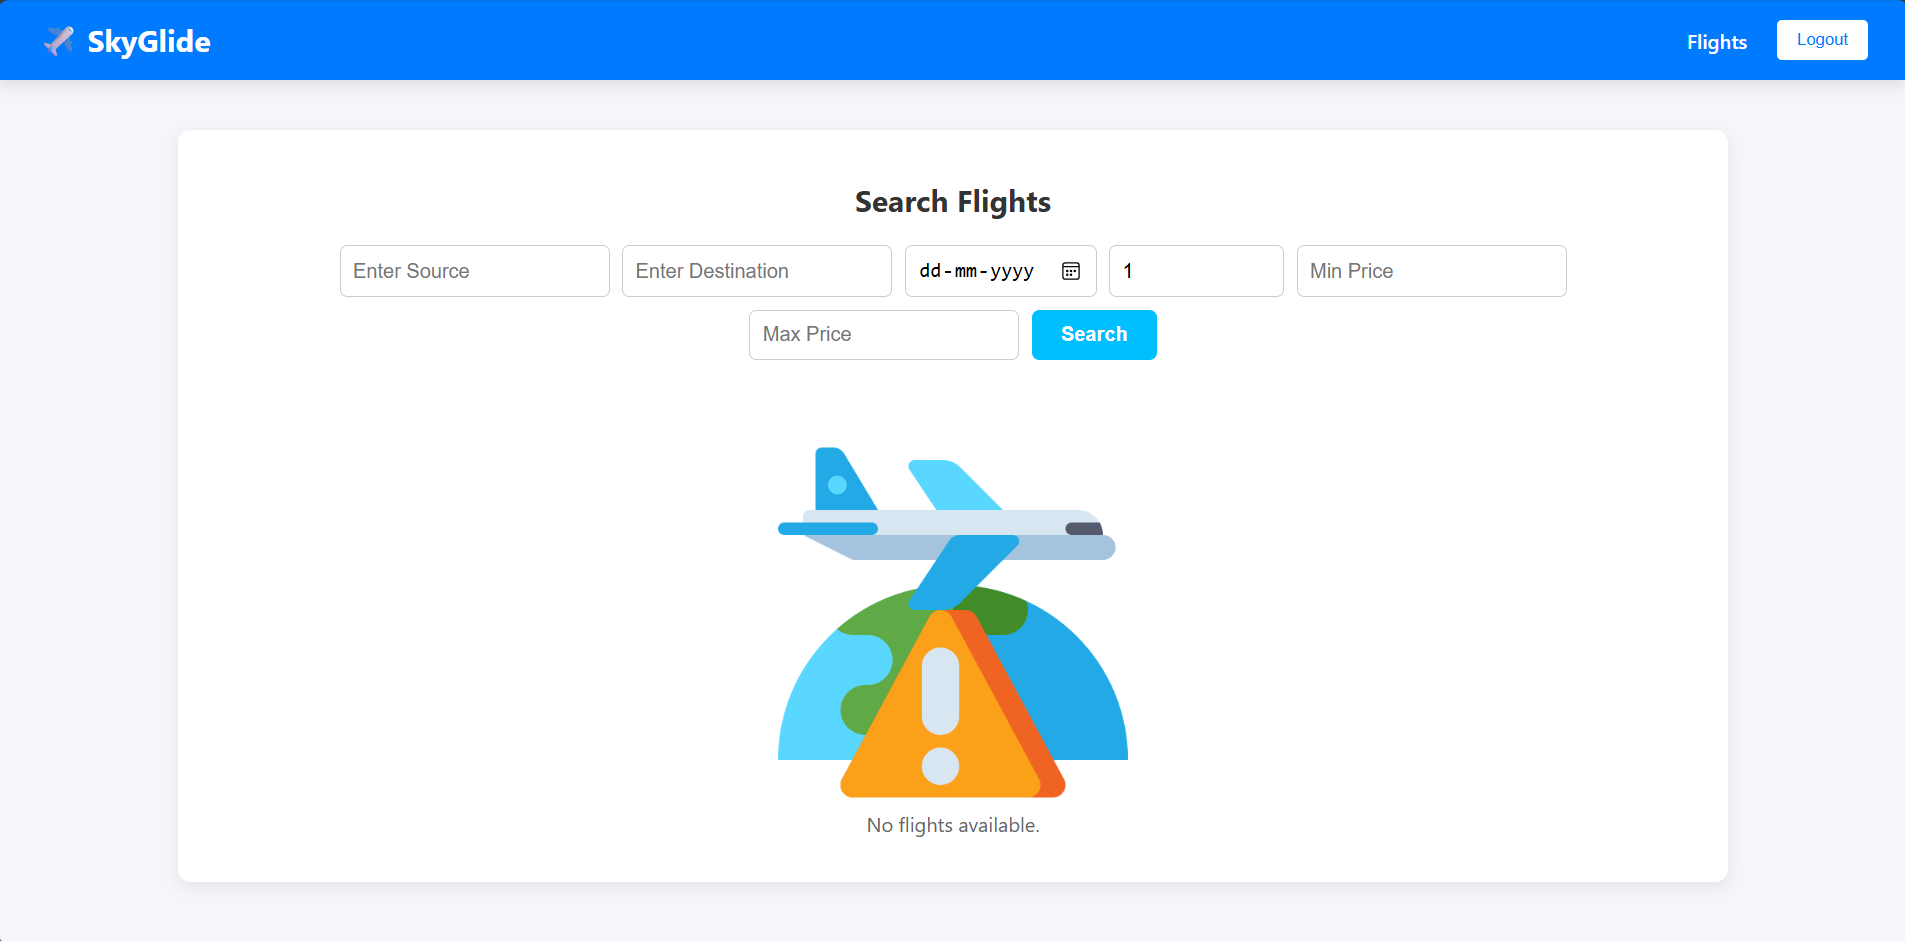 SkyGlide
Flights
Logout
Search Flights
Enter Source
Enter Destination
dd-mm-yyyy
1
Min Price
Max Price
Search
No flights available.